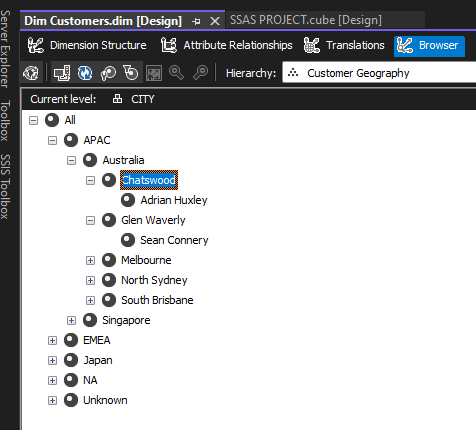 Dim Customers.dim [Design]
SSAS PROJECT.cube [Design]
Server Explorer
Toolbox
SSIS Toolbox
Dimension Structure
Attribute Relationships
Translations
Browser
Hierarchy:
Customer Geography
Current level:
CITY
All
APAC
Australia
Chatswood
Adrian Huxley
Glen Waverly
Sean Connery
Melbourne
North Sydney
South Brisbane
Singapore
EMEA
Japan
NA
Unknown